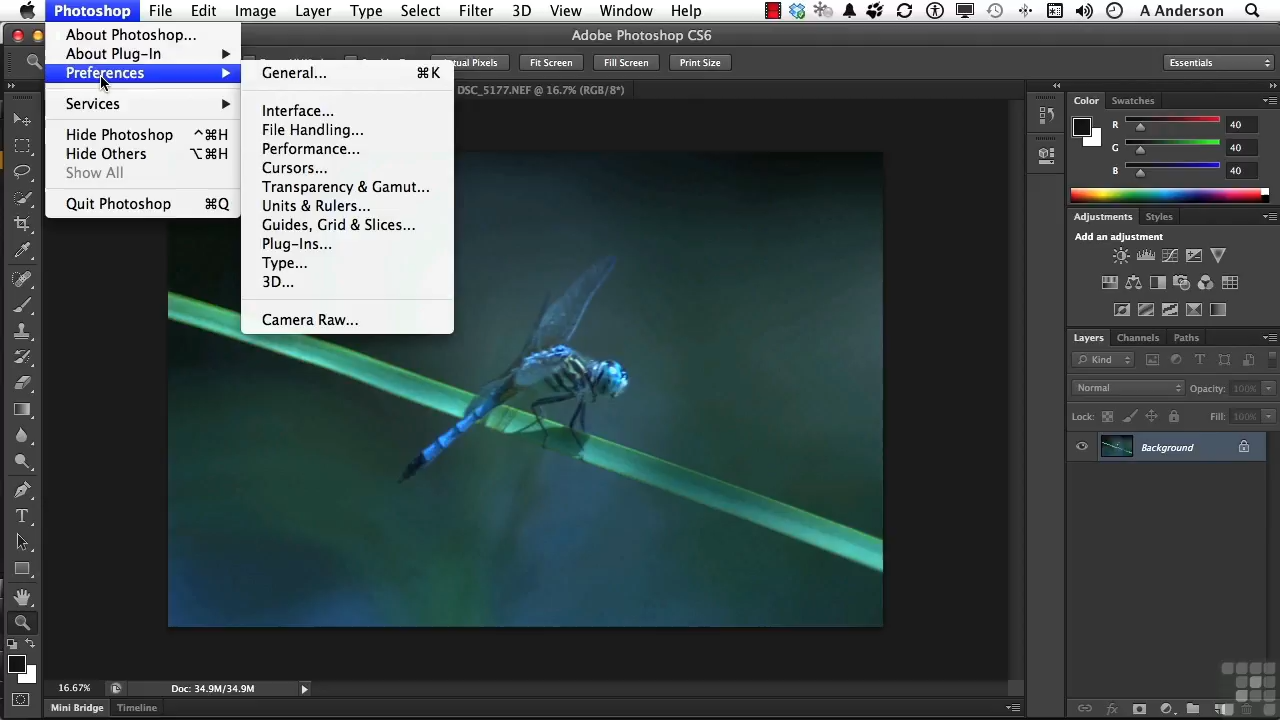 Photoshop File Edit Image Layer Type Select Filter 3D View Window Help A Anderson
Adobe Photoshop CS6
About Photoshop...
About Plug-In
Preferences
Services
Hide Photoshop ^⌘H
Hide Others ⌥⌘H
Show All
Quit Photoshop ⌘Q
General... ⌘K
Interface...
File Handling...
Performance...
Cursors...
Transparency & Gamut...
Units & Rulers...
Guides, Grid & Slices...
Plug-Ins...
Type...
3D...
Camera Raw...
Pixels Fit Screen Fill Screen Print Size Essentials
DSC_5177.NEF @ 16.7% (RGB/8*)
Color Swatches
R 40
G 40
B 40
Adjustments Styles
Add an adjustment
Layers Channels Paths
Kind
Normal Opacity: 100%
Lock: Fill: 100%
Background
16.67% Doc: 34.9M/34.9M
Mini Bridge Timeline